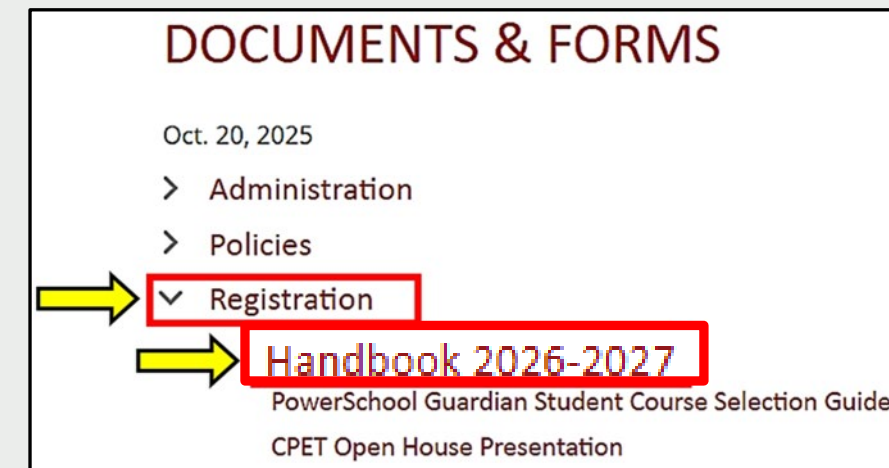 DOCUMENTS & FORMS
Oct. 20, 2025
Administration
Policies
Registration
Handbook 2026-2027
PowerSchool Guardian Student Course Selection Guide
CPET Open House Presentation